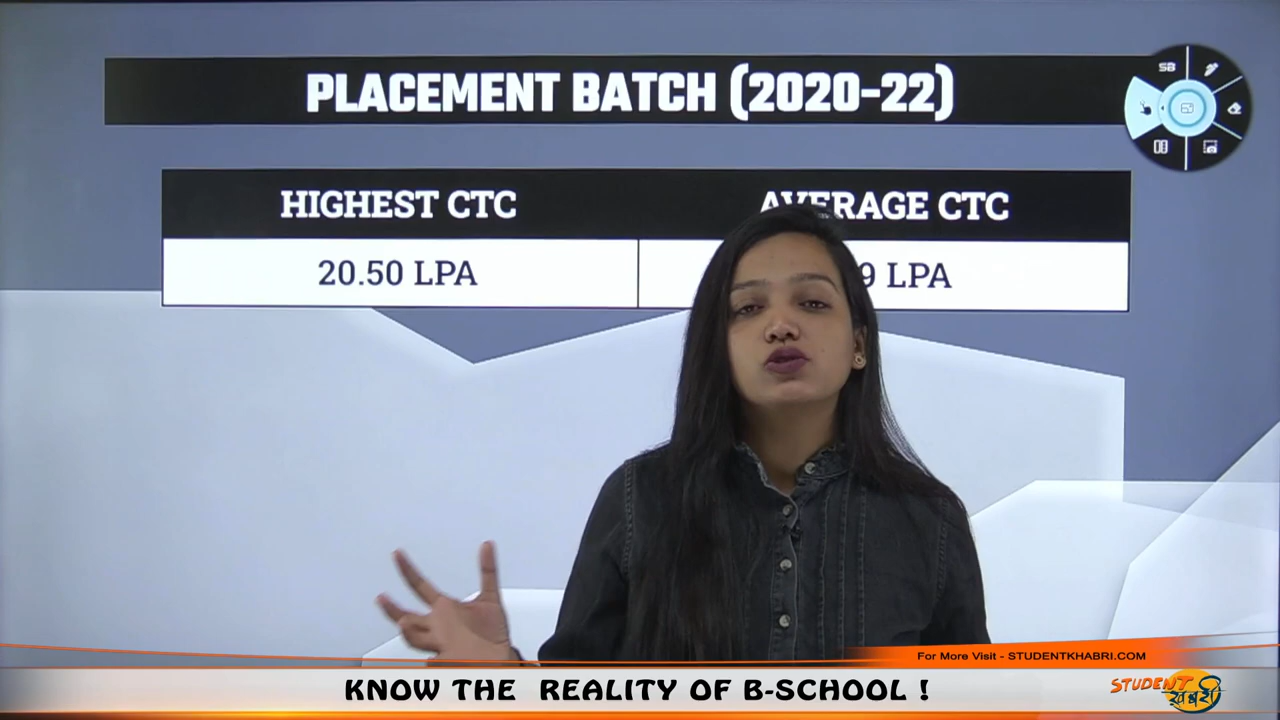 PLACEMENT BATCH (2020-22)
SB
HIGHEST CTC
AVERAGE CTC
20.50 LPA
9 LPA
For More Visit - STUDENTKHABRI.COM
KNOW THE REALITY OF B-SCHOOL !
STUDENT
खबरी